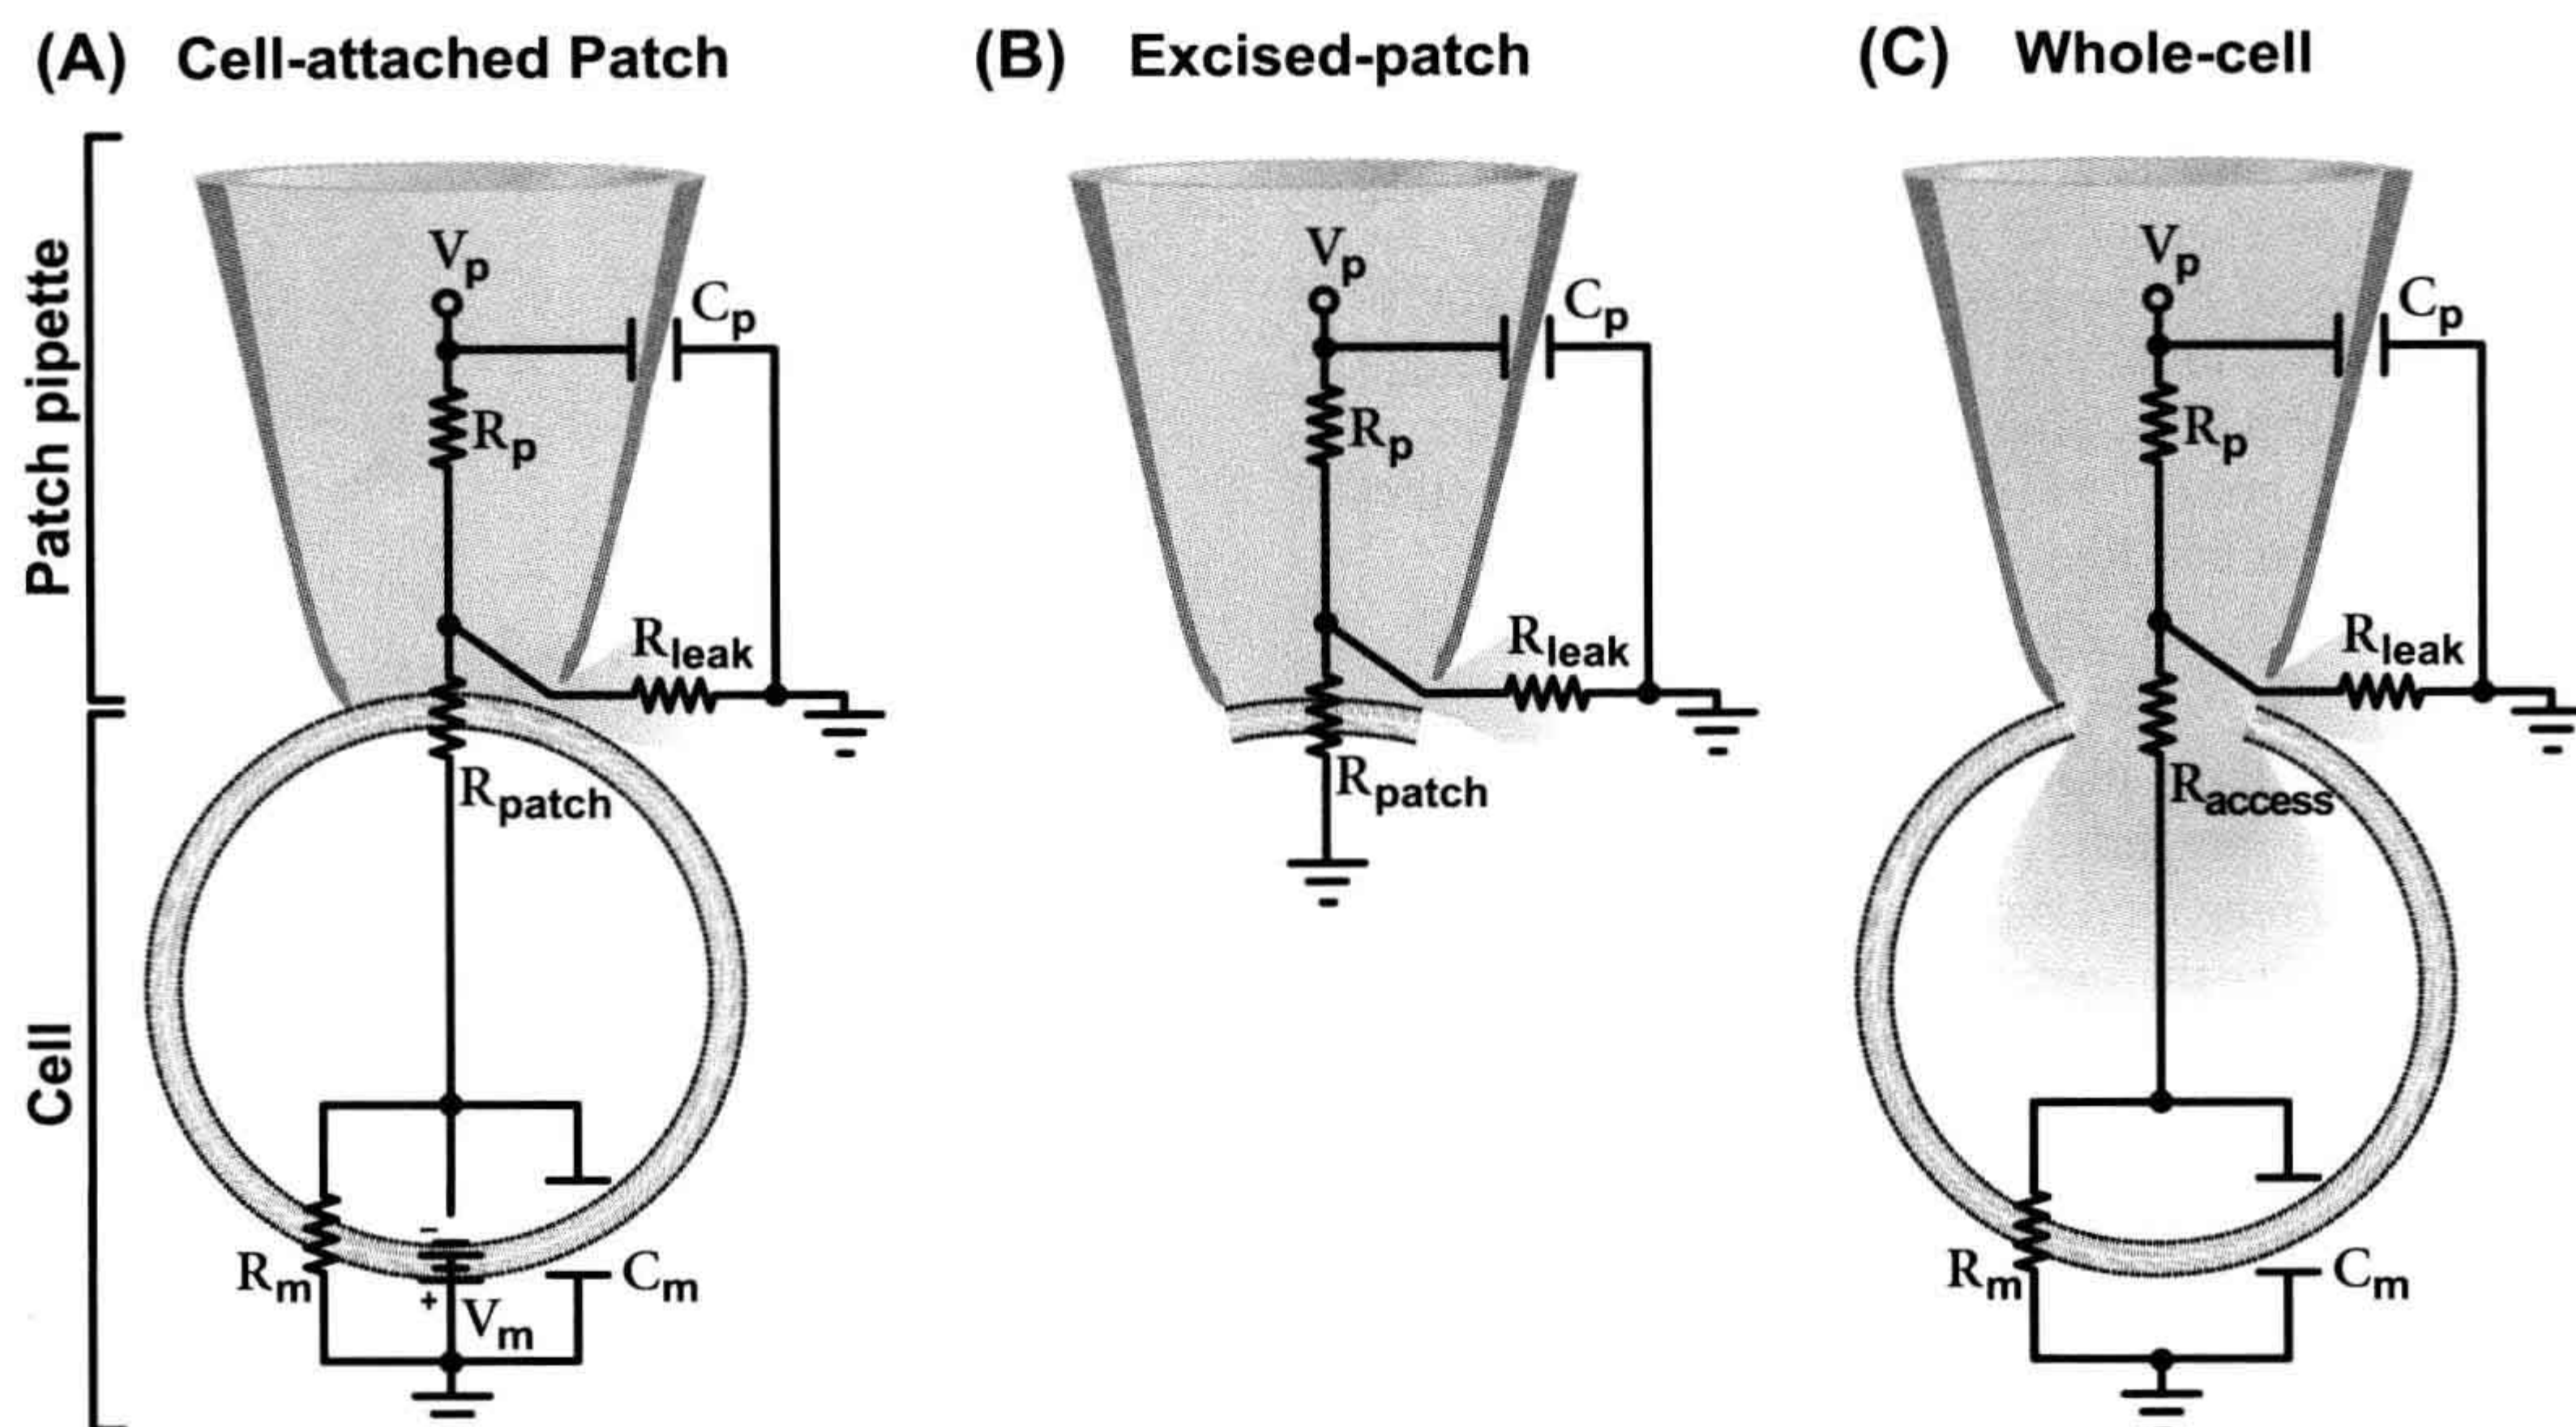 (A) Cell-attached Patch
(B) Excised-patch
(C) Whole-cell
Patch pipette
Cell
Vp
Cp
Rp
Rleak
Rpatch
Rm
-
+
Vm
Cm
Vp
Cp
Rp
Rleak
Rpatch
Vp
Cp
Rp
Rleak
Raccess
Rm
Cm